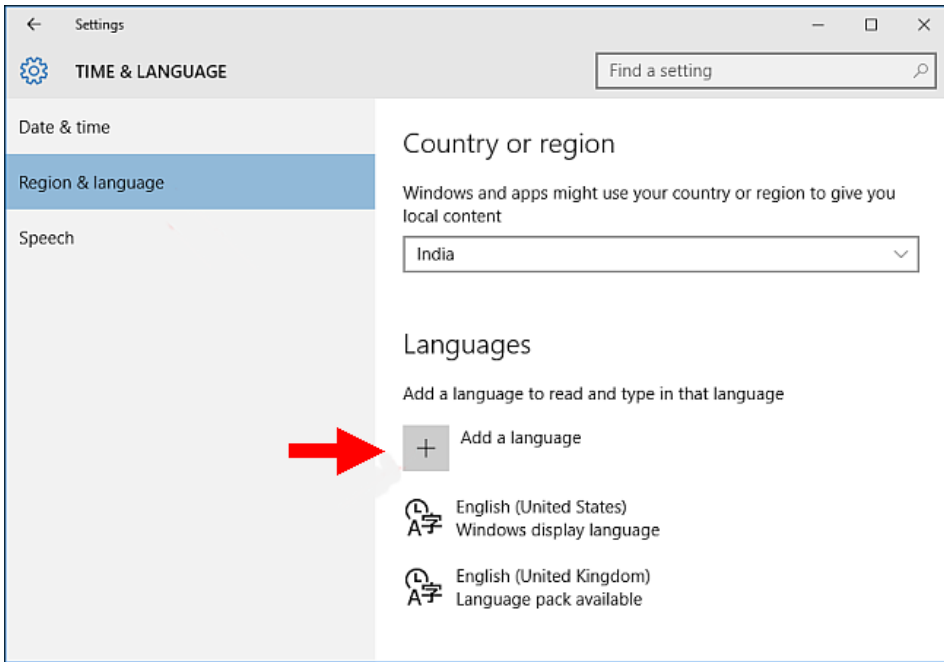 Settings
TIME & LANGUAGE
Find a setting
Date & time
Region & language
Speech
Country or region
Windows and apps might use your country or region to give you
local content
India
Languages
Add a language to read and type in that language
Add a language
English (United States)
Windows display language
English (United Kingdom)
Language pack available